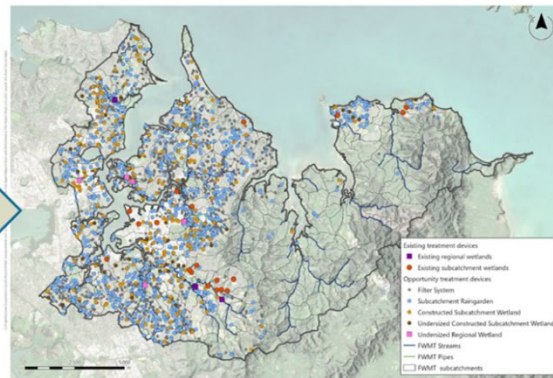 Existing treatment devices
Existing regional wetlands
Existing subcatchment wetlands
Opportunity treatment devices
Filter System
Subcatchment Raingarden
Constructed Subcatchment Wetland
Undersized Constructed Subcatchment Wetland
Undersized Regional Wetland
FWMT Streams
FWMT Pipes
FWMT subcatchments